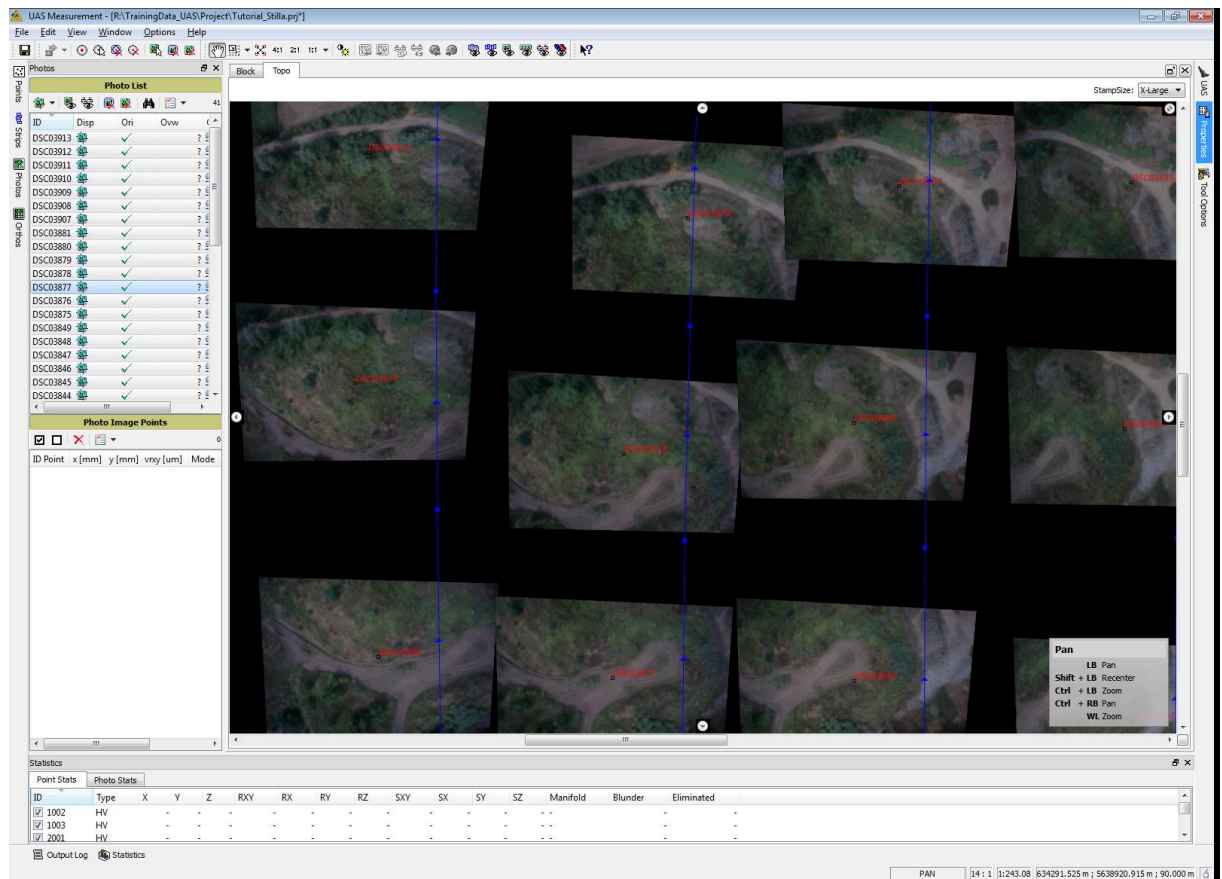 UAS Measurement - [R:\TrainingData_UAS\Project\Tutorial_Stilla.prj*]
File Edit View Window Options Help
4:1 2:1 1:1
Photos
Points
Strips
Photos
Orthos
Photo List
41
ID Disp Ori Ovw
DSC03913 ?
DSC03912 ?
DSC03911 ?
DSC03910 ?
DSC03909 ?
DSC03908 ?
DSC03907 ?
DSC03881 ?
DSC03880 ?
DSC03879 ?
DSC03878 ?
DSC03877 ?
DSC03876 ?
DSC03875 ?
DSC03849 ?
DSC03848 ?
DSC03847 ?
DSC03846 ?
DSC03845 ?
DSC03844 ?
Photo Image Points
0
ID Point x [mm] y [mm] vrxy [um] Mode
Block Topo
StampSize: X-Large
UAS
Properties
Tool Options
Pan
LB Pan
Shift + LB Recenter
Ctrl + LB Zoom
Ctrl + RB Pan
WL Zoom
Statistics
Point Stats Photo Stats
ID Type X Y Z RXY RX RY RZ SXY SX SY SZ Manifold Blunder Eliminated
1002 HV - - - - - - - - - - - - - -
1003 HV - - - - - - - - - - - - - -
2001 HV - - - - - - - - - - - - - -
Output Log Statistics
PAN 14 : 1 1:243.08 634291.525 m ; 5638920.915 m ; 90.000 m